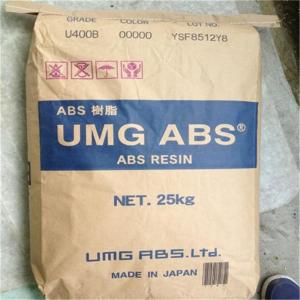 GRADE COLOR LOT NO.
U400B 00000 YSF8512Y8
ABS 樹脂
UMG ABS®
ABS RESIN
NET. 25kg
UMG ABS.Ltd.
MADE IN JAPAN